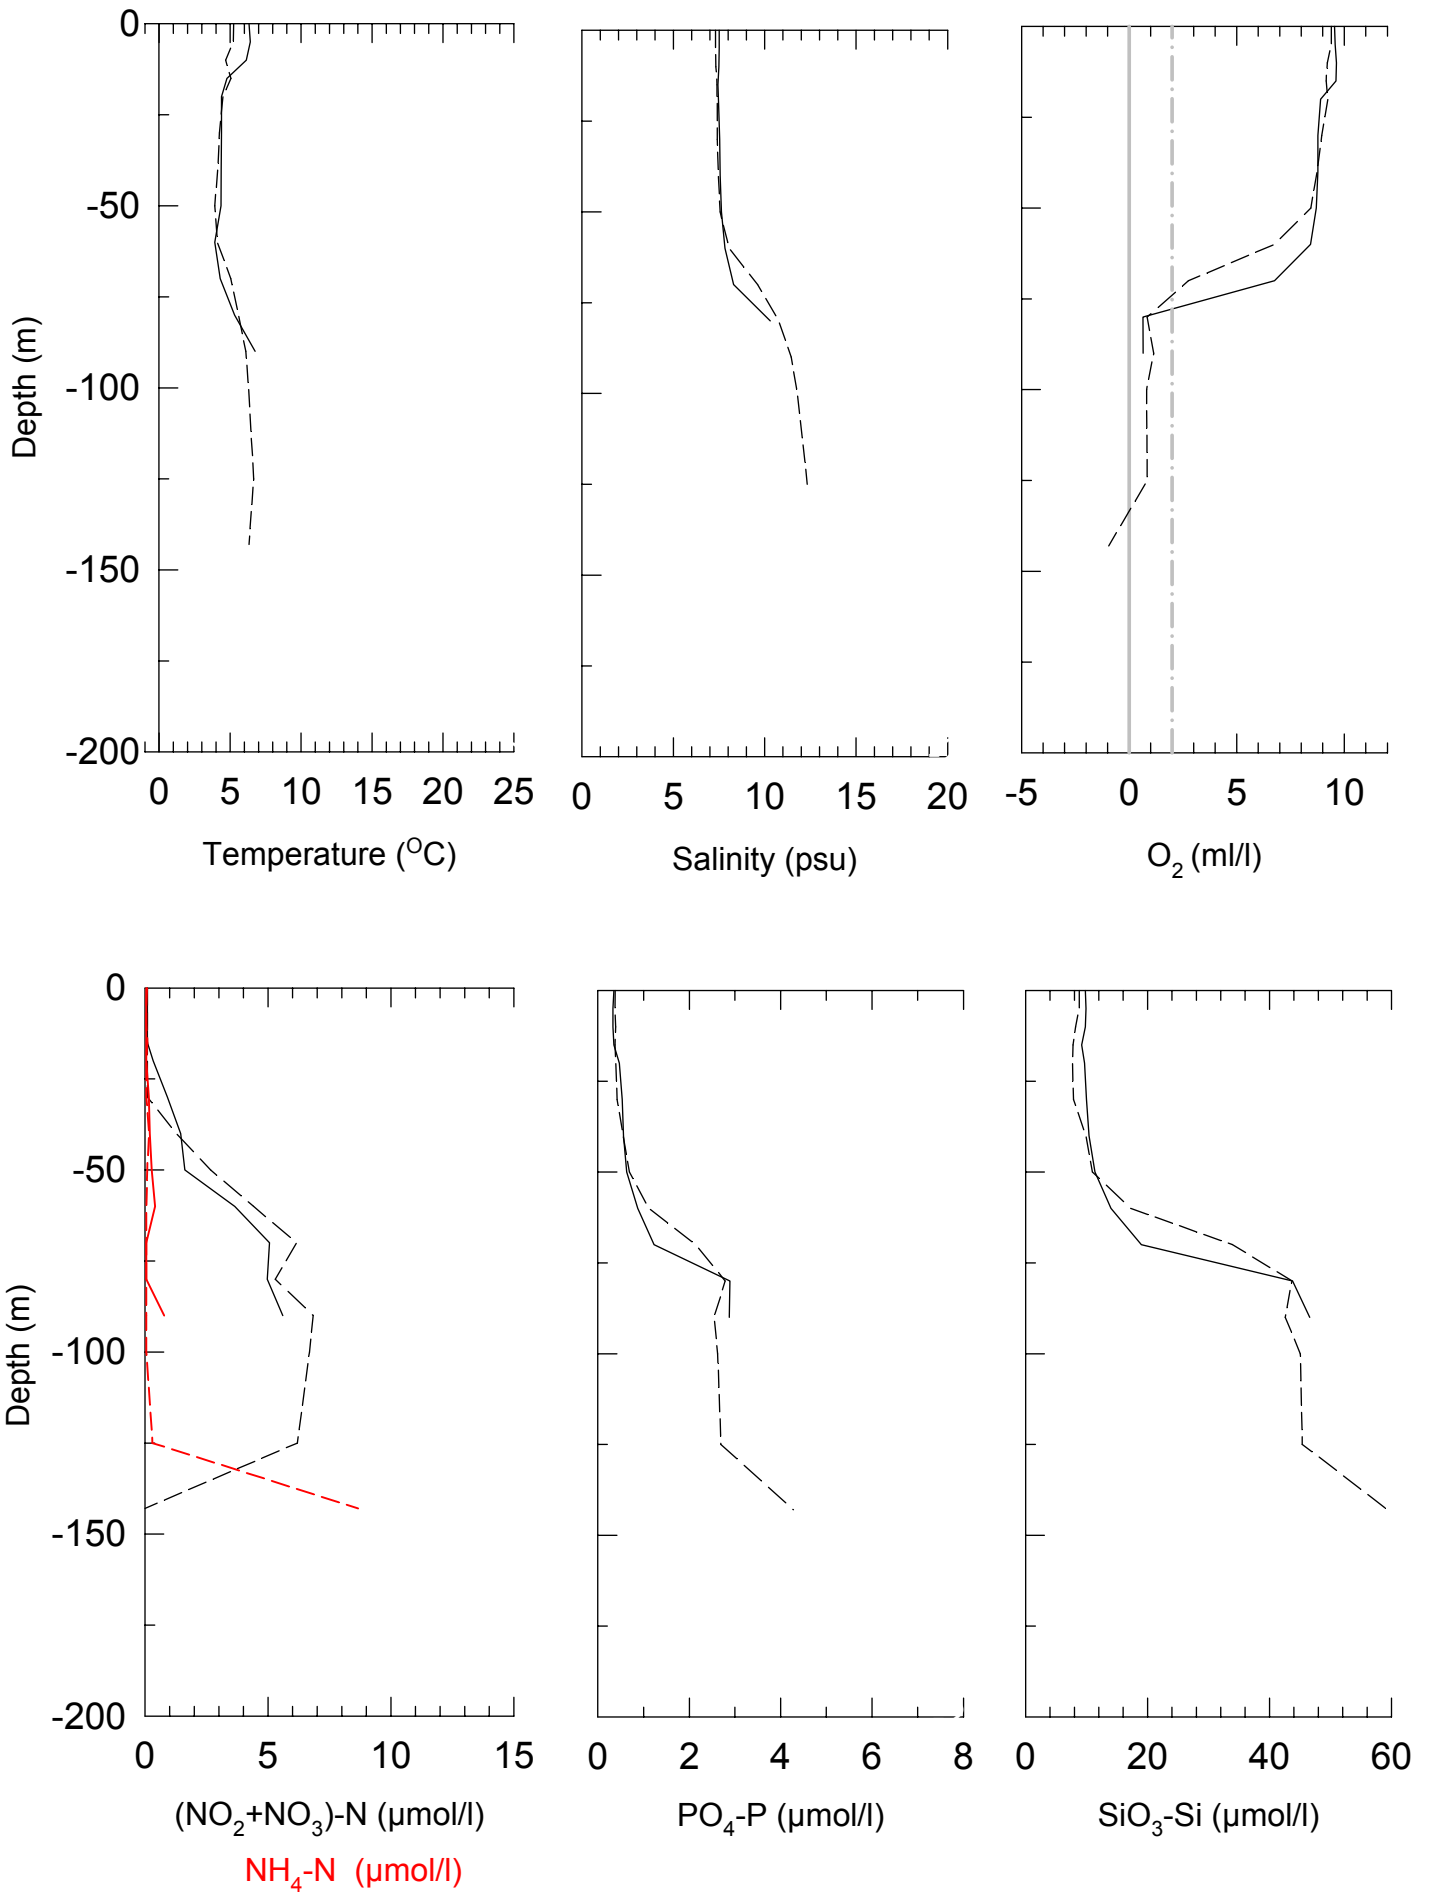 0
-50
-100
-150
-200
Depth (m)
0 5 10 15 20 25
Temperature (ᴼC)
0 5 10 15 20
Salinity (psu)
-5 0 5 10
O₂ (ml/l)
0
-50
-100
-150
-200
Depth (m)
0 5 10 15
(NO₂+NO₃)-N (µmol/l)
NH₄-N (µmol/l)
0 2 4 6 8
PO₄-P (µmol/l)
0 20 40 60
SiO₃-Si (µmol/l)